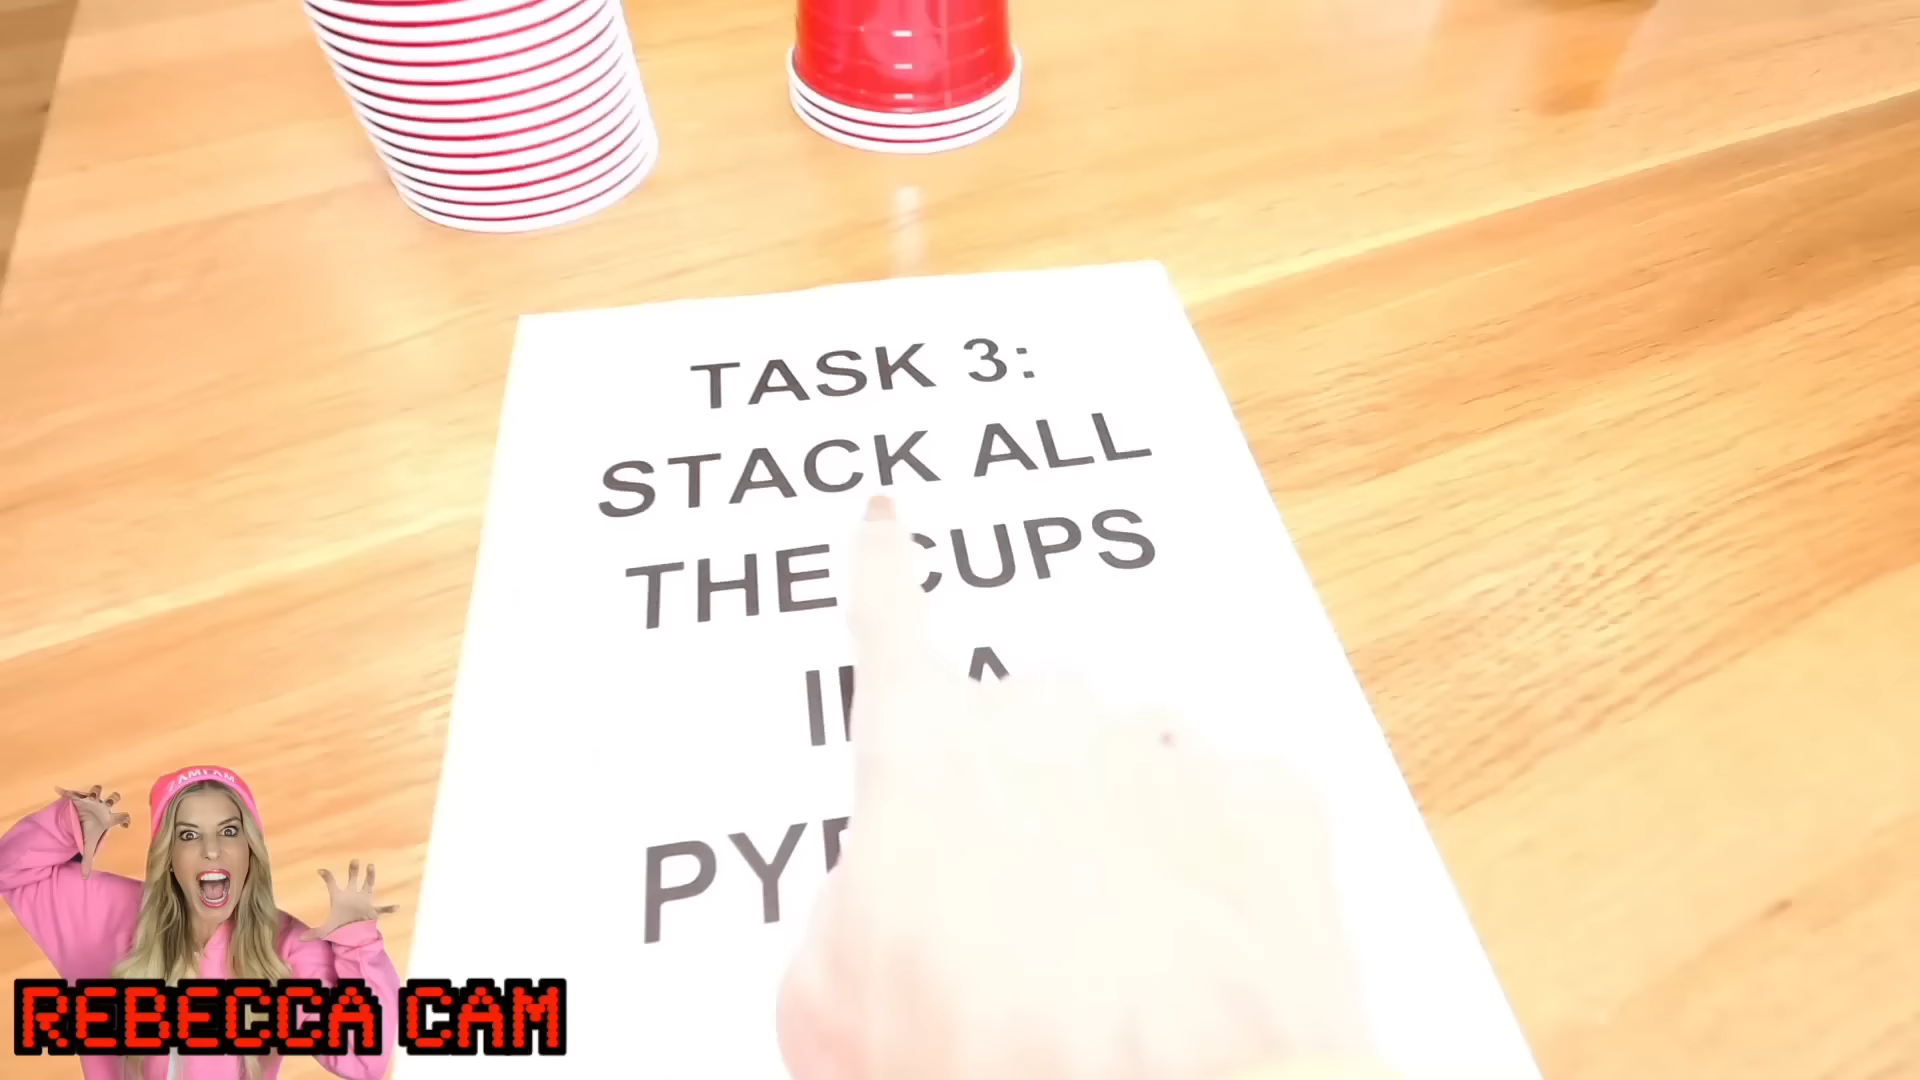 TASK 3:
STACK ALL
THE CUPS
A
REBECCA CAM